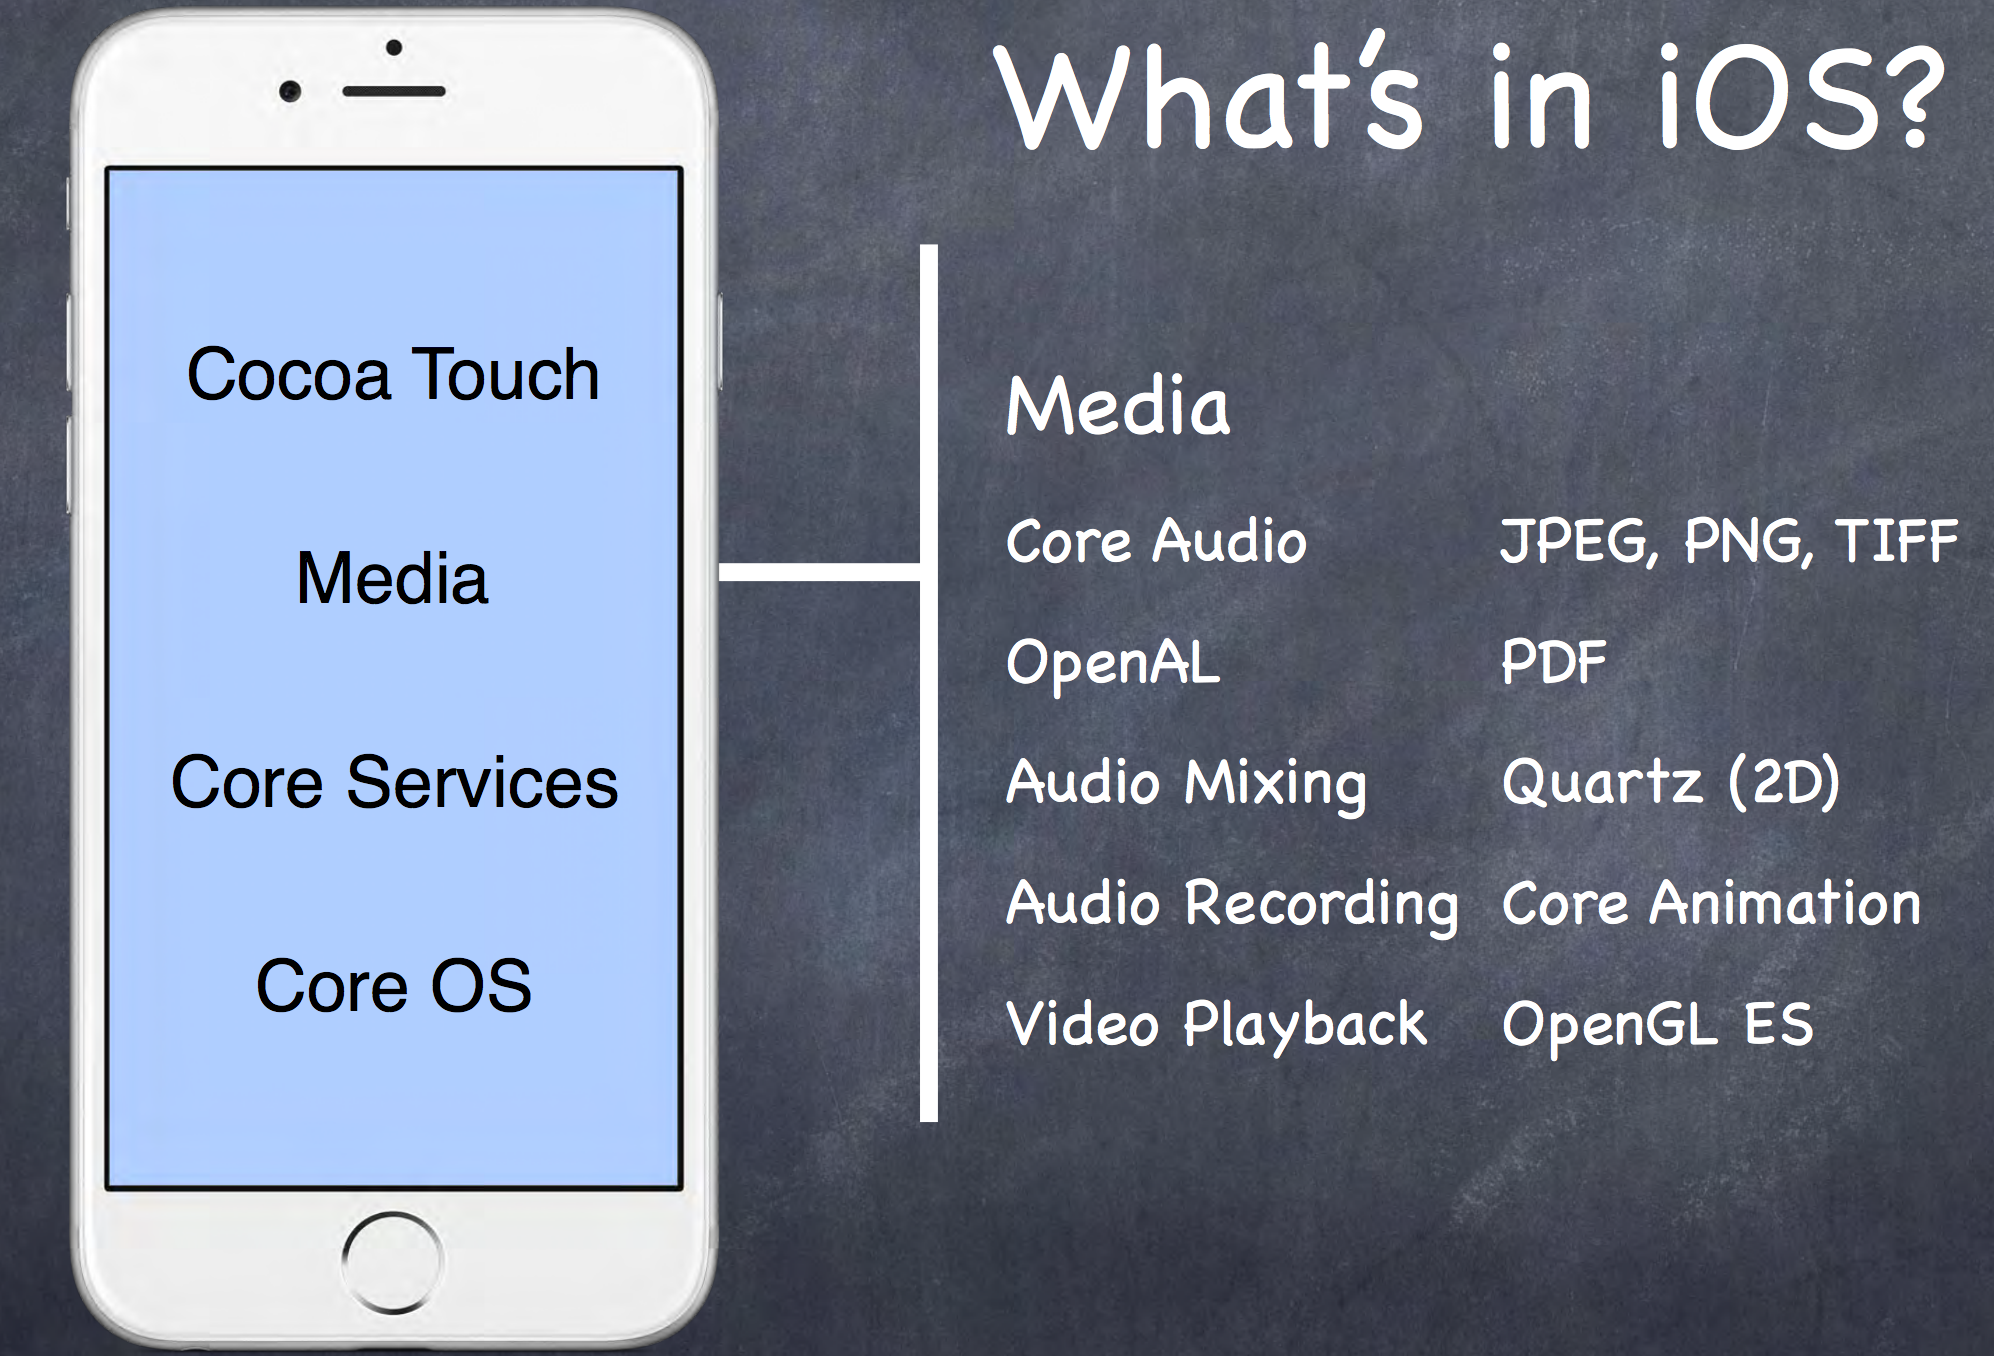 What's in iOS?
Cocoa Touch
Media
Core Services
Core OS
Media
Core Audio
OpenAL
Audio Mixing
Audio Recording
Video Playback
JPEG, PNG, TIFF
PDF
Quartz (2D)
Core Animation
OpenGL ES